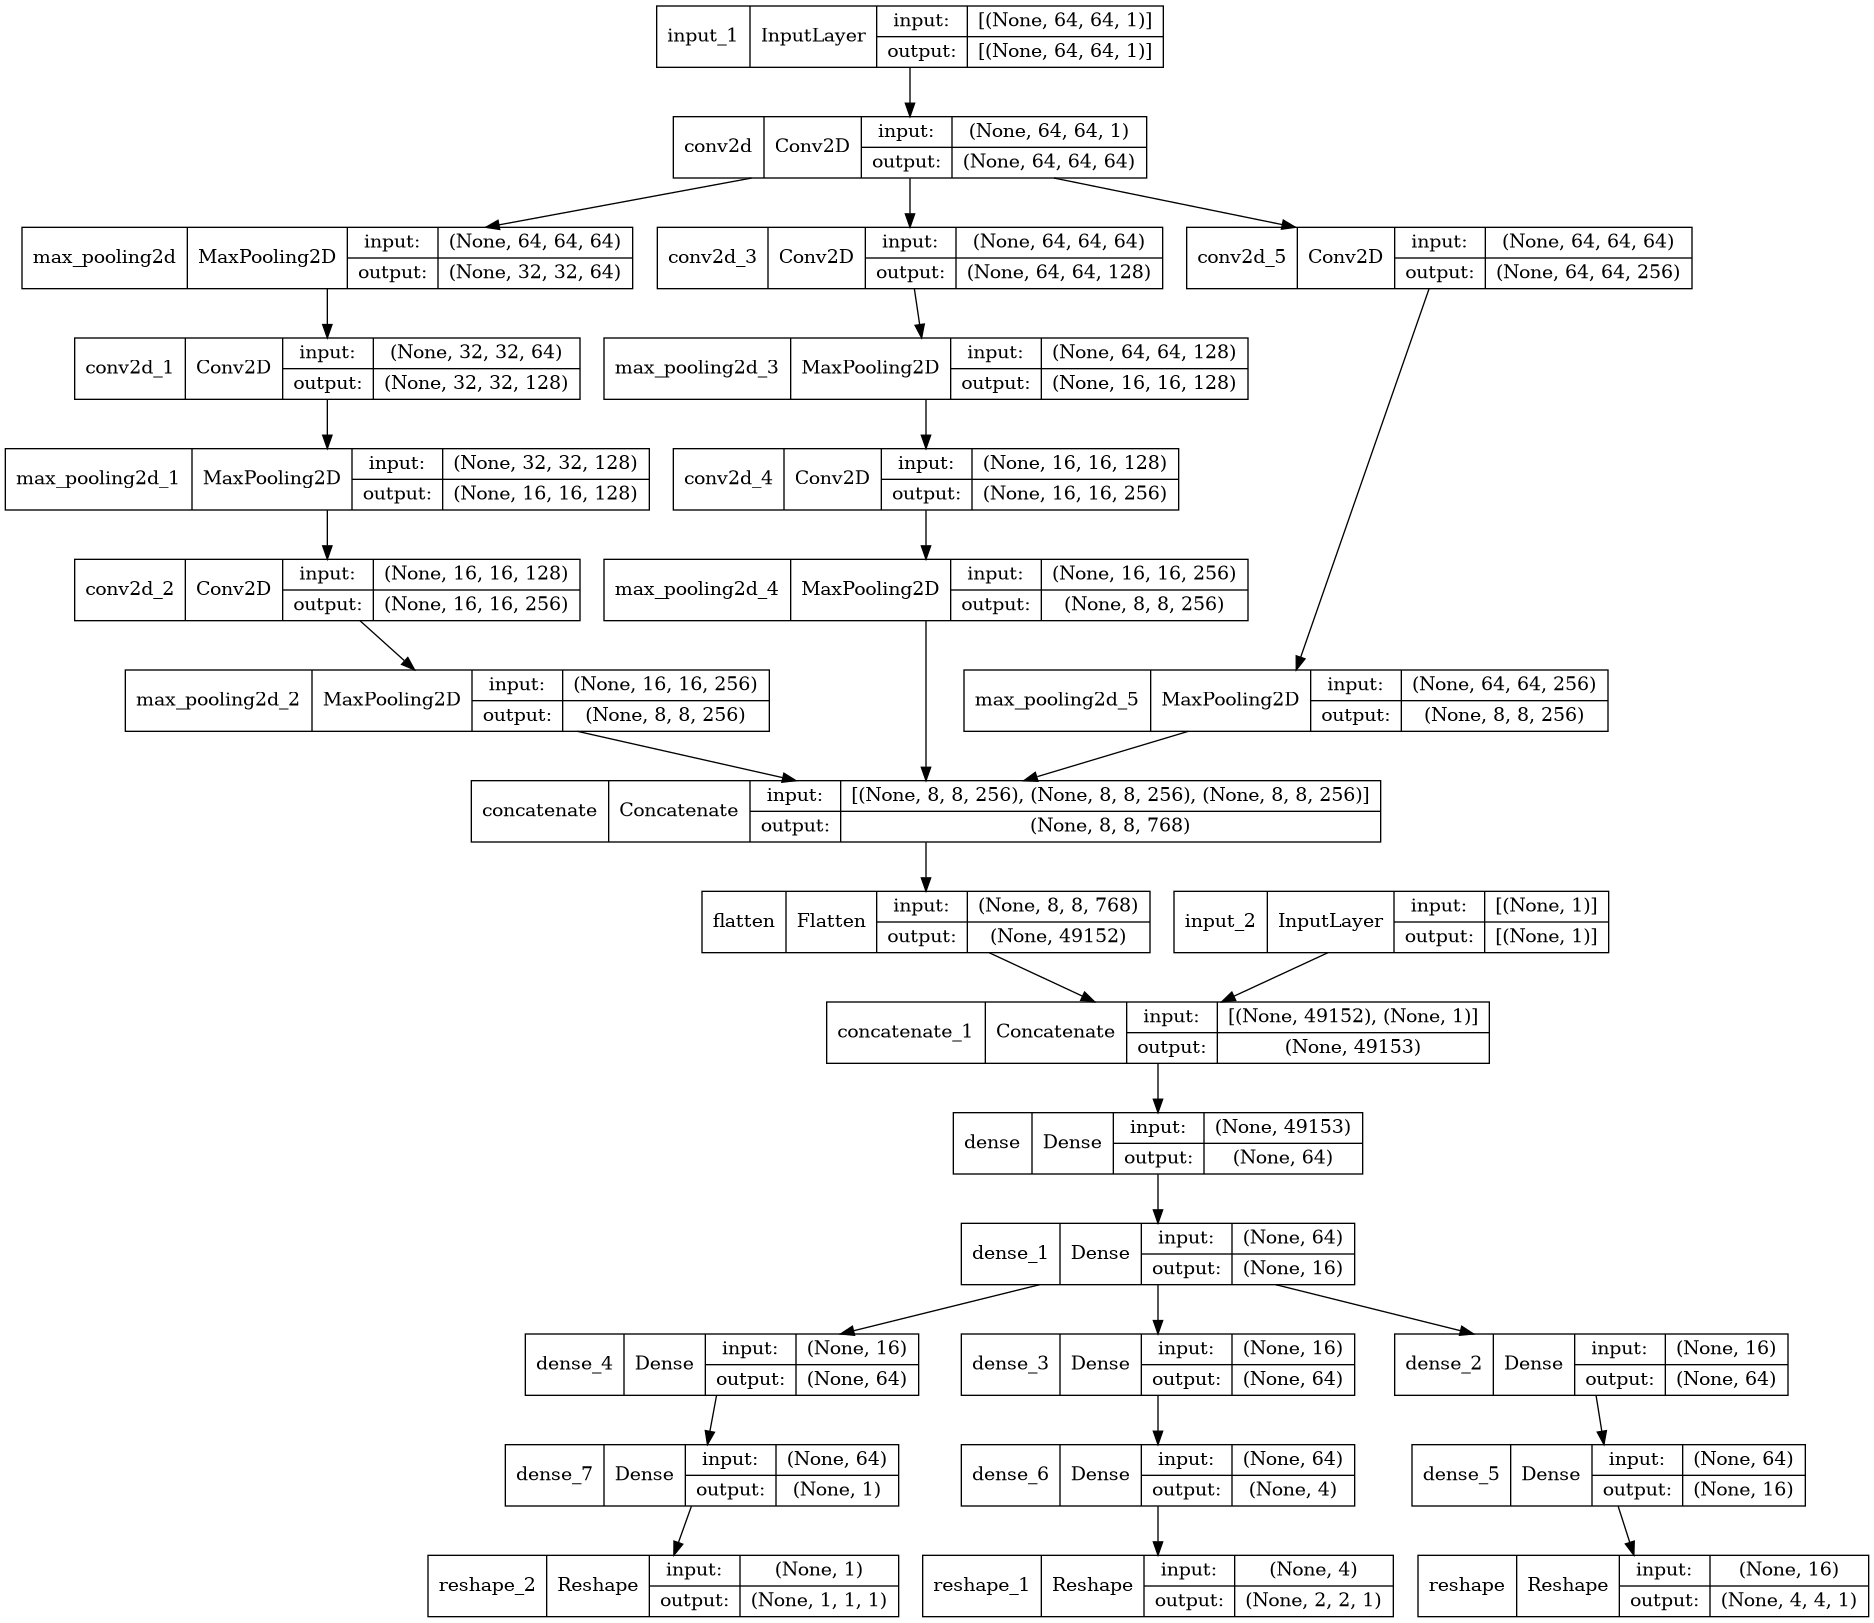 input_1 InputLayer input: [(None, 64, 64, 1)]
output: [(None, 64, 64, 1)]
conv2d Conv2D input: (None, 64, 64, 1)
output: (None, 64, 64, 64)
max_pooling2d MaxPooling2D input: (None, 64, 64, 64)
output: (None, 32, 32, 64)
conv2d_3 Conv2D input: (None, 64, 64, 64)
output: (None, 64, 64, 128)
conv2d_5 Conv2D input: (None, 64, 64, 64)
output: (None, 64, 64, 256)
conv2d_1 Conv2D input: (None, 32, 32, 64)
output: (None, 32, 32, 128)
max_pooling2d_3 MaxPooling2D input: (None, 64, 64, 128)
output: (None, 16, 16, 128)
max_pooling2d_1 MaxPooling2D input: (None, 32, 32, 128)
output: (None, 16, 16, 128)
conv2d_4 Conv2D input: (None, 16, 16, 128)
output: (None, 16, 16, 256)
conv2d_2 Conv2D input: (None, 16, 16, 128)
output: (None, 16, 16, 256)
max_pooling2d_4 MaxPooling2D input: (None, 16, 16, 256)
output: (None, 8, 8, 256)
max_pooling2d_2 MaxPooling2D input: (None, 16, 16, 256)
output: (None, 8, 8, 256)
max_pooling2d_5 MaxPooling2D input: (None, 64, 64, 256)
output: (None, 8, 8, 256)
concatenate Concatenate input: [(None, 8, 8, 256), (None, 8, 8, 256), (None, 8, 8, 256)]
output: (None, 8, 8, 768)
flatten Flatten input: (None, 8, 8, 768)
output: (None, 49152)
input_2 InputLayer input: [(None, 1)]
output: [(None, 1)]
concatenate_1 Concatenate input: [(None, 49152), (None, 1)]
output: (None, 49153)
dense Dense input: (None, 49153)
output: (None, 64)
dense_1 Dense input: (None, 64)
output: (None, 16)
dense_4 Dense input: (None, 16)
output: (None, 64)
dense_3 Dense input: (None, 16)
output: (None, 64)
dense_2 Dense input: (None, 16)
output: (None, 64)
dense_7 Dense input: (None, 64)
output: (None, 1)
dense_6 Dense input: (None, 64)
output: (None, 4)
dense_5 Dense input: (None, 64)
output: (None, 16)
reshape_2 Reshape input: (None, 1)
output: (None, 1, 1, 1)
reshape_1 Reshape input: (None, 4)
output: (None, 2, 2, 1)
reshape Reshape input: (None, 16)
output: (None, 4, 4, 1)